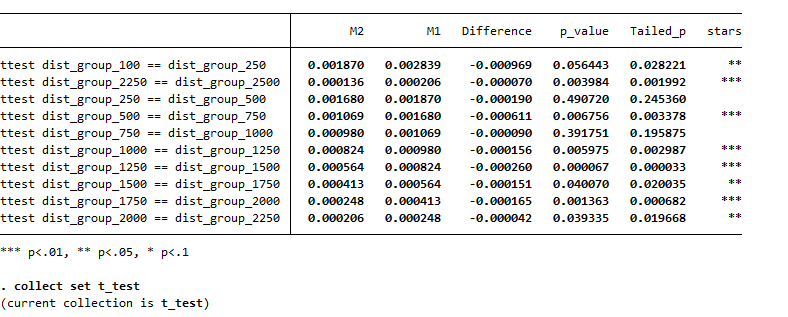 M2 M1 Difference p_value Tailed_p stars
ttest dist_group_100 == dist_group_250 0.001870 0.002839 -0.000969 0.056443 0.028221 **
ttest dist_group_2250 == dist_group_2500 0.000136 0.000206 -0.000070 0.003984 0.001992 ***
ttest dist_group_250 == dist_group_500 0.001680 0.001870 -0.000190 0.490720 0.245360
ttest dist_group_500 == dist_group_750 0.001069 0.001680 -0.000611 0.006756 0.003378 ***
ttest dist_group_750 == dist_group_1000 0.000980 0.001069 -0.000090 0.391751 0.195875
ttest dist_group_1000 == dist_group_1250 0.000824 0.000980 -0.000156 0.005975 0.002987 ***
ttest dist_group_1250 == dist_group_1500 0.000564 0.000824 -0.000260 0.000067 0.000033 ***
ttest dist_group_1500 == dist_group_1750 0.000413 0.000564 -0.000151 0.040070 0.020035 **
ttest dist_group_1750 == dist_group_2000 0.000248 0.000413 -0.000165 0.001363 0.000682 ***
ttest dist_group_2000 == dist_group_2250 0.000206 0.000248 -0.000042 0.039335 0.019668 **
*** p<.01, ** p<.05, * p<.1
. collect set t_test
(current collection is t_test)